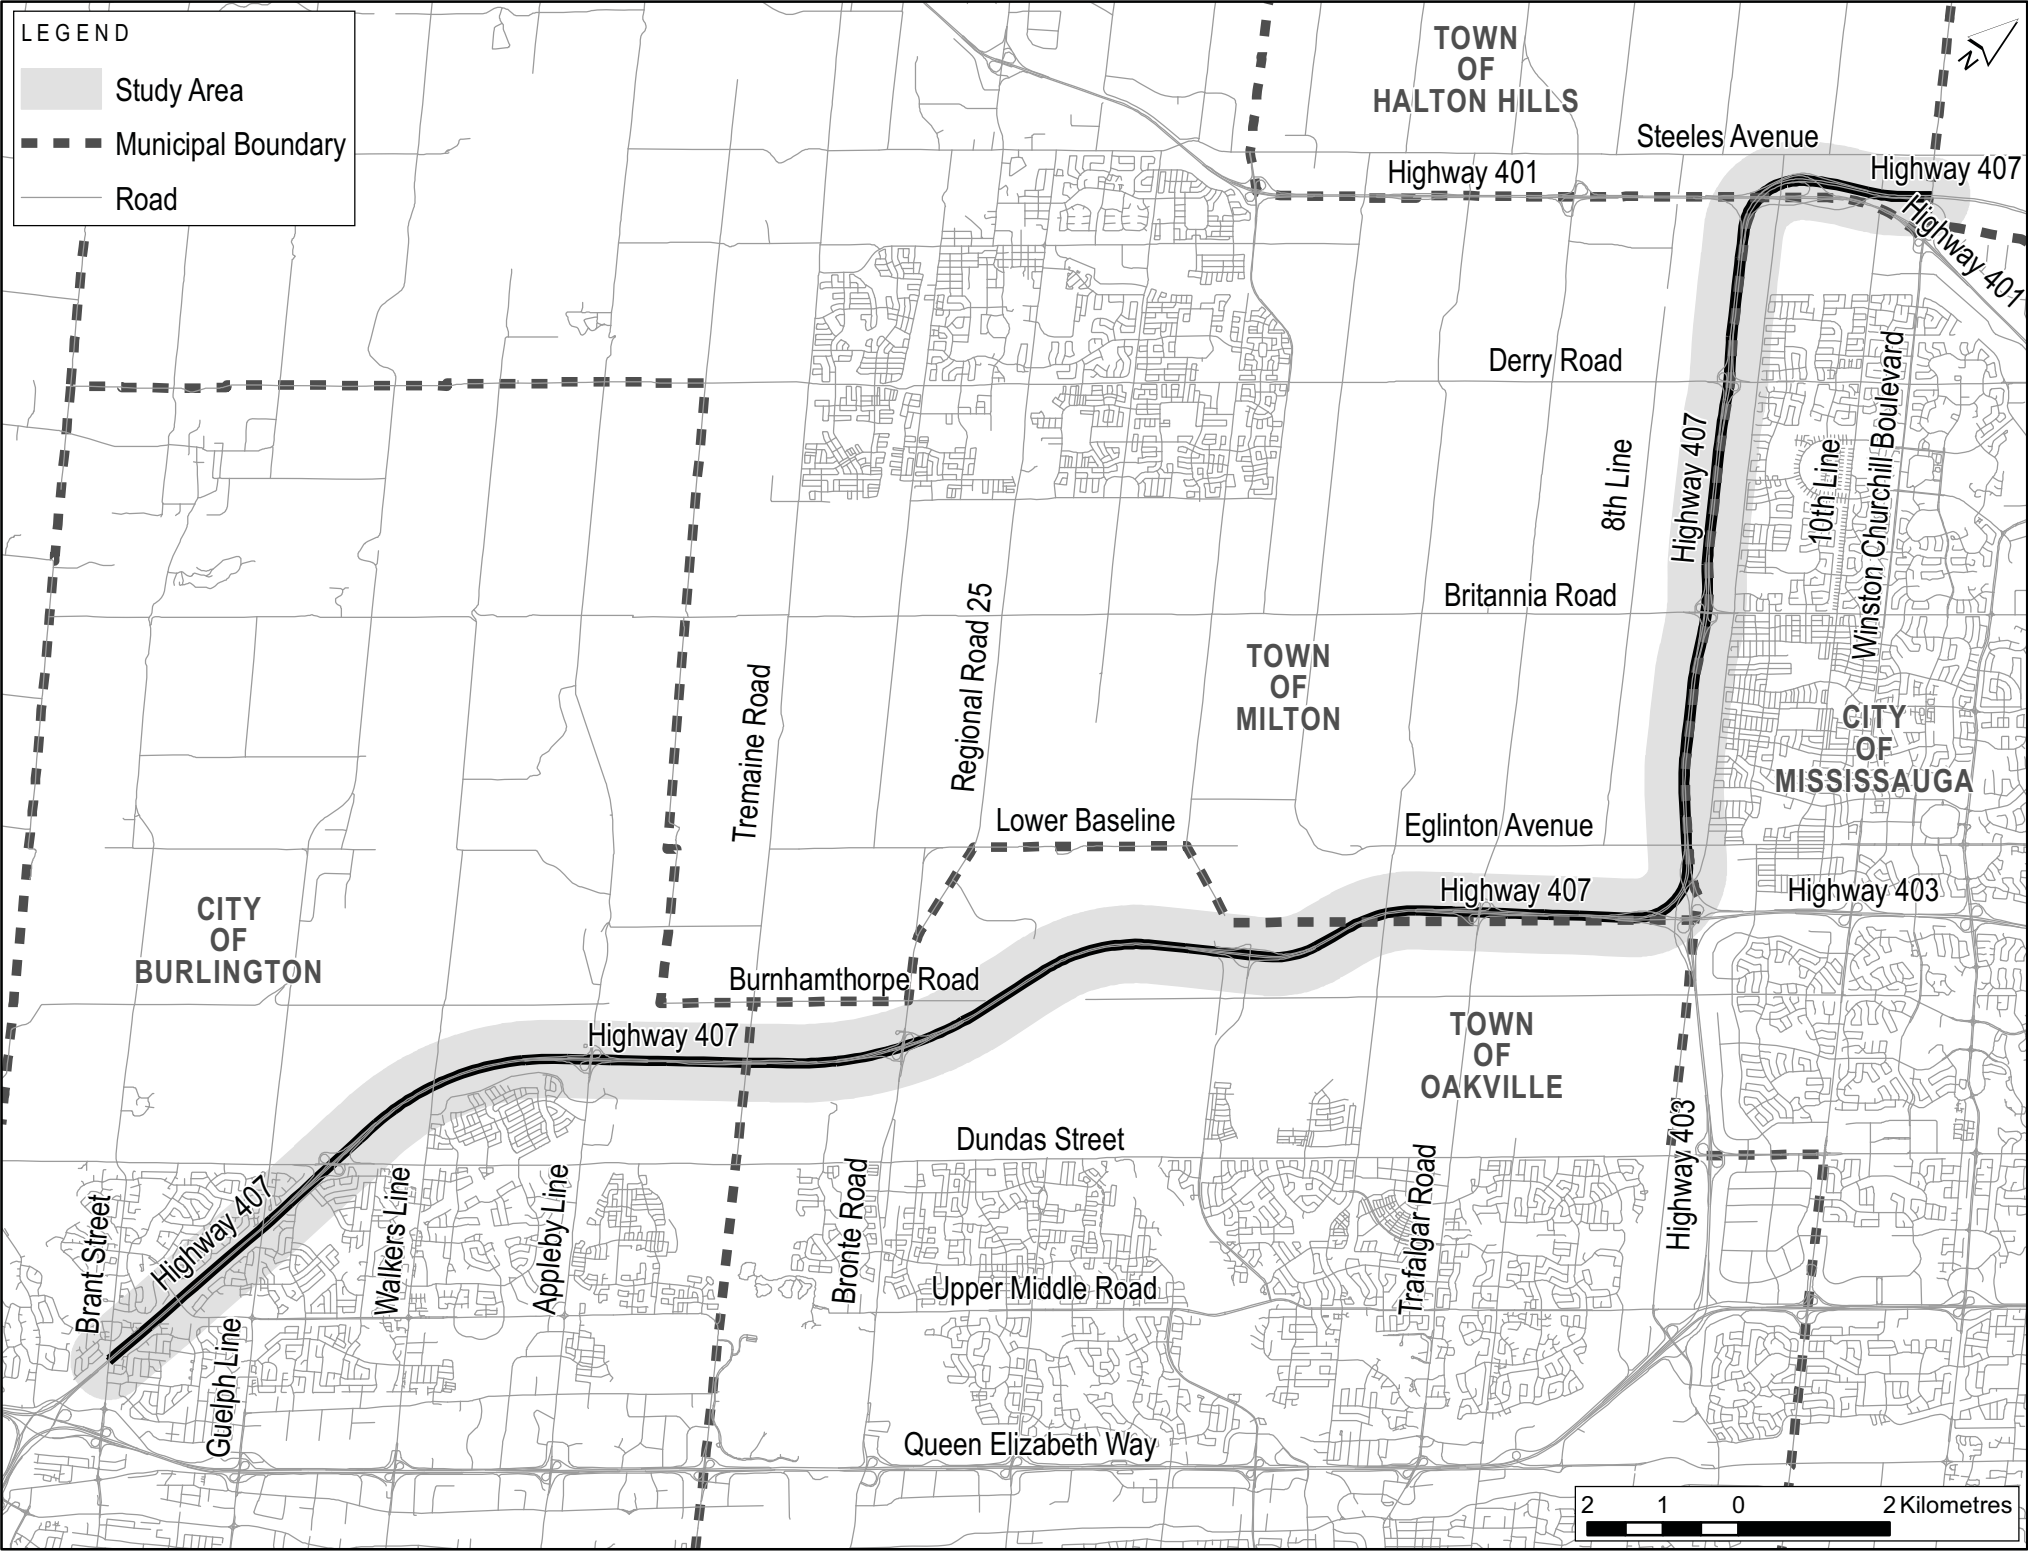 LEGEND
Study Area
Municipal Boundary
Road
N
TOWN
OF
HALTON HILLS
Steeles Avenue
Highway 401
Highway 407
Highway 401
Derry Road
Winston Churchill Boulevard
Highway 407
8th Line
10th Line
Britannia Road
Regional Road 25
TOWN
OF
MILTON
Tremaine Road
CITY
OF
MISSISSAUGA
Lower Baseline
Eglinton Avenue
Highway 407
Highway 403
CITY
OF
BURLINGTON
Burnhamthorpe Road
Highway 407
TOWN
OF
OAKVILLE
Dundas Street
Highway 403
Brant Street
Highway 407
Walkers Line
Appleby Line
Bronte Road
Trafalgar Road
Upper Middle Road
Guelph Line
Queen Elizabeth Way
2 1 0 2 Kilometres